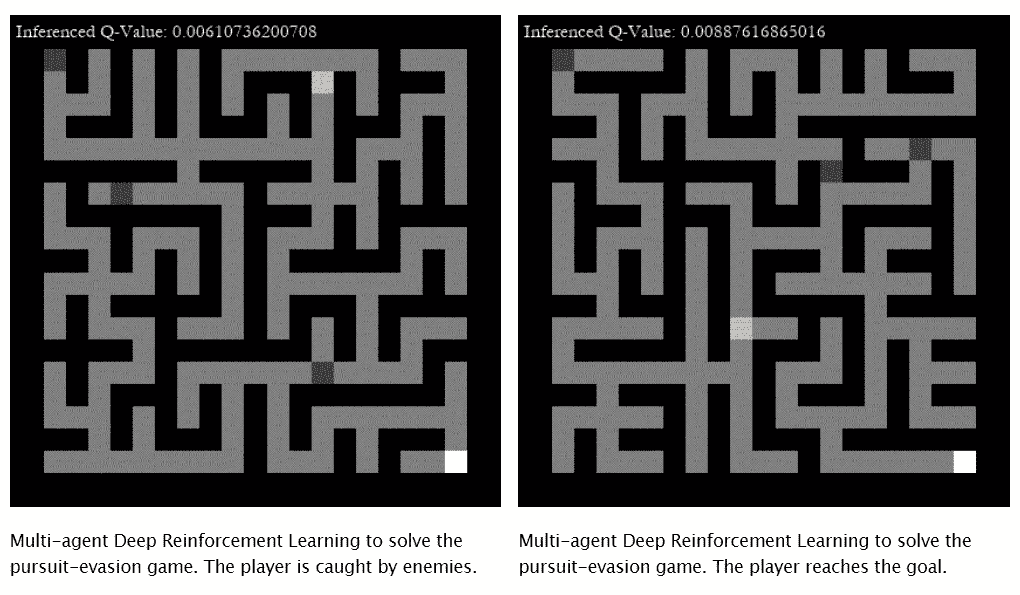 Inferenced Q-Value: 0.00610736200708
Inferenced Q-Value: 0.00887616865016
Multi-agent Deep Reinforcement Learning to solve the
pursuit-evasion game. The player is caught by enemies.
Multi-agent Deep Reinforcement Learning to solve the
pursuit-evasion game. The player reaches the goal.